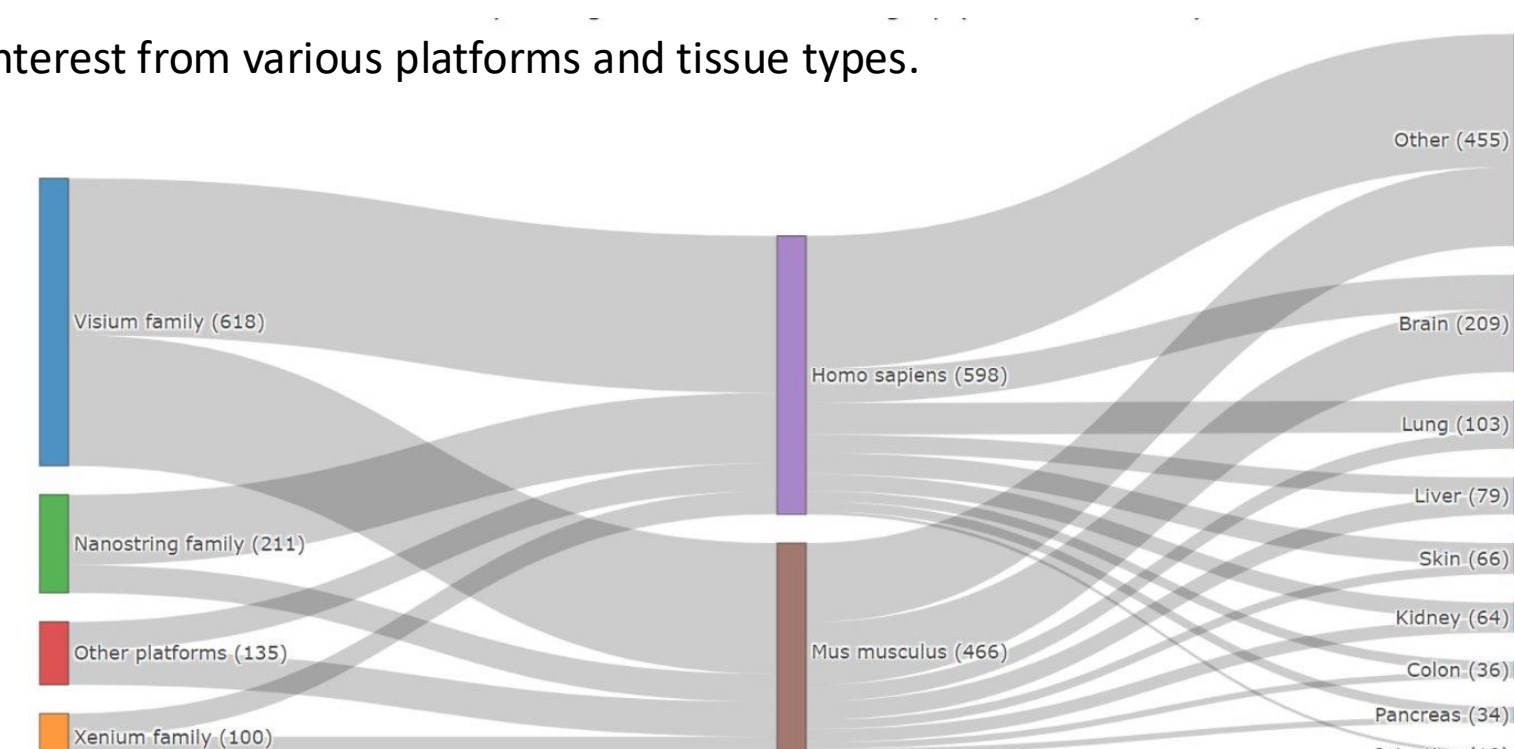 nterest from various platforms and tissue types.
Other (455)
Visium family (618)
Brain (209)
Homo sapiens (598)
Lung (103)
Liver (79)
Nanostring family (211)
Skin (66)
Kidney (64)
Other platforms (135)
Mus musculus (466)
Colon (36)
Pancreas (34)
Xenium family (100)